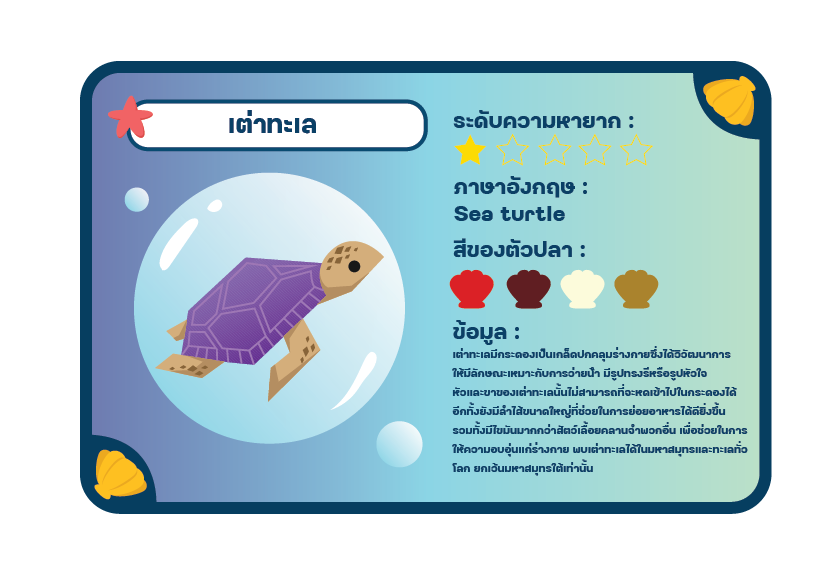 เต่าทะเล
ระดับความหายาก :
ภาษาอังกฤษ :
Sea turtle
สีของตัวปลา :
ข้อมูล :
เต่าทะเลมีกระดองเป็นเกล็ดปกคลุมร่างกายซึ่งได้วิวัฒนาการ
ให้มีลักษณะเหมาะกับการว่ายน้ำ มีรูปทรงรีหรือรูปหัวใจ
หัวและขาของเต่าทะเลนั้นไม่สามารถที่จะหดเข้าไปในกระดองได้
อีกทั้งยังมีลำไส้ขนาดใหญ่ที่ช่วยในการย่อยอาหารได้ดียิ่งขึ้น
รวมทั้งมีไขมันมากกว่าสัตว์เลื้อยคลานจำพวกอื่น เพื่อช่วยในการ
ให้ความอบอุ่นแก่ร่างกาย พบเต่าทะเลได้ในมหาสมุทรและทะเลทั่ว
โลก ยกเว้นมหาสมุทรใต้เท่านั้น